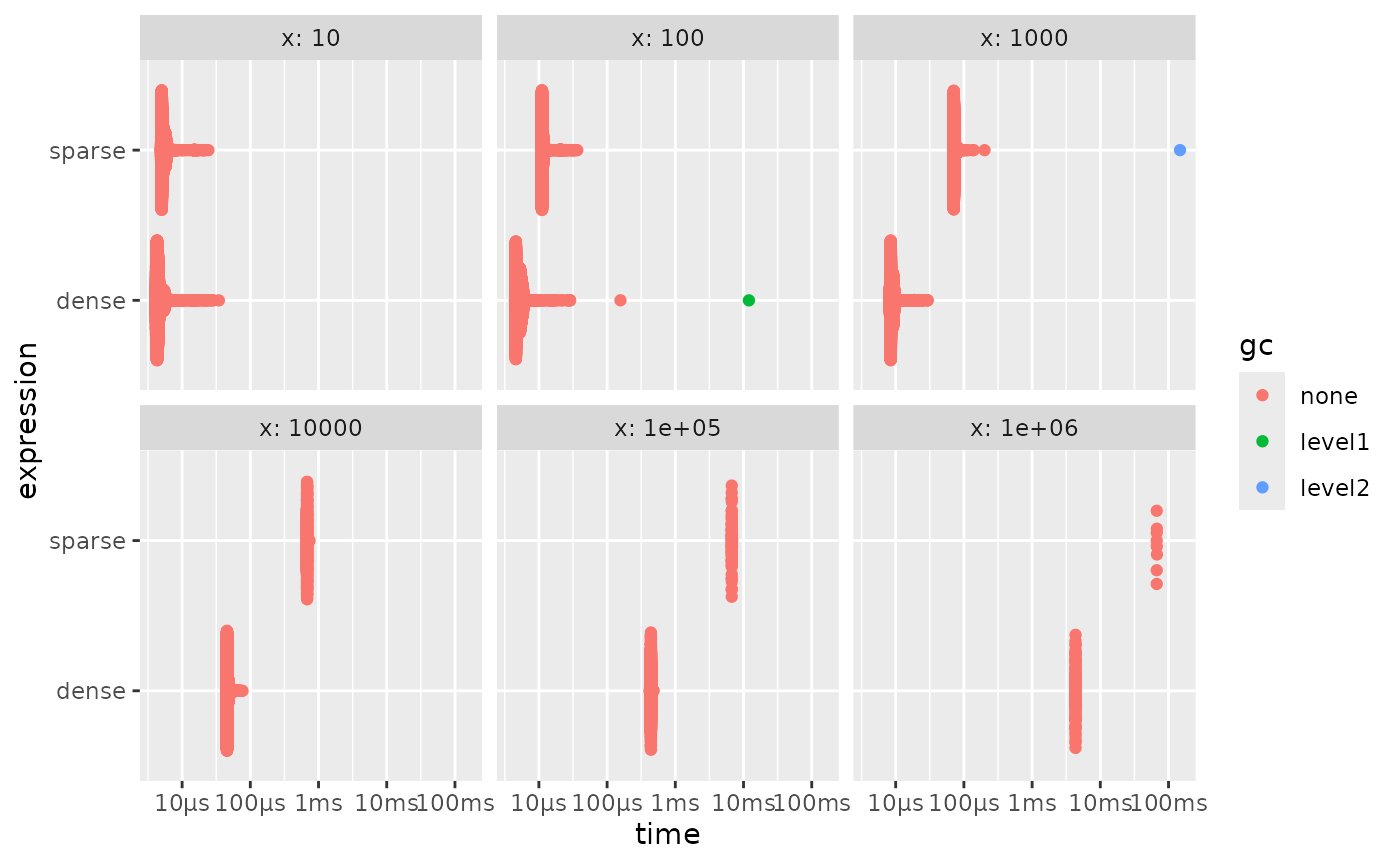 x: 10
x: 100
x: 1000
sparse
dense
x: 10000
x: 1e+05
x: 1e+06
sparse
dense
10µs 100µs 1ms 10ms 100ms
10µs 100µs 1ms 10ms 100ms
10µs 100µs 1ms 10ms 100ms
time
expression
gc
none
level1
level2